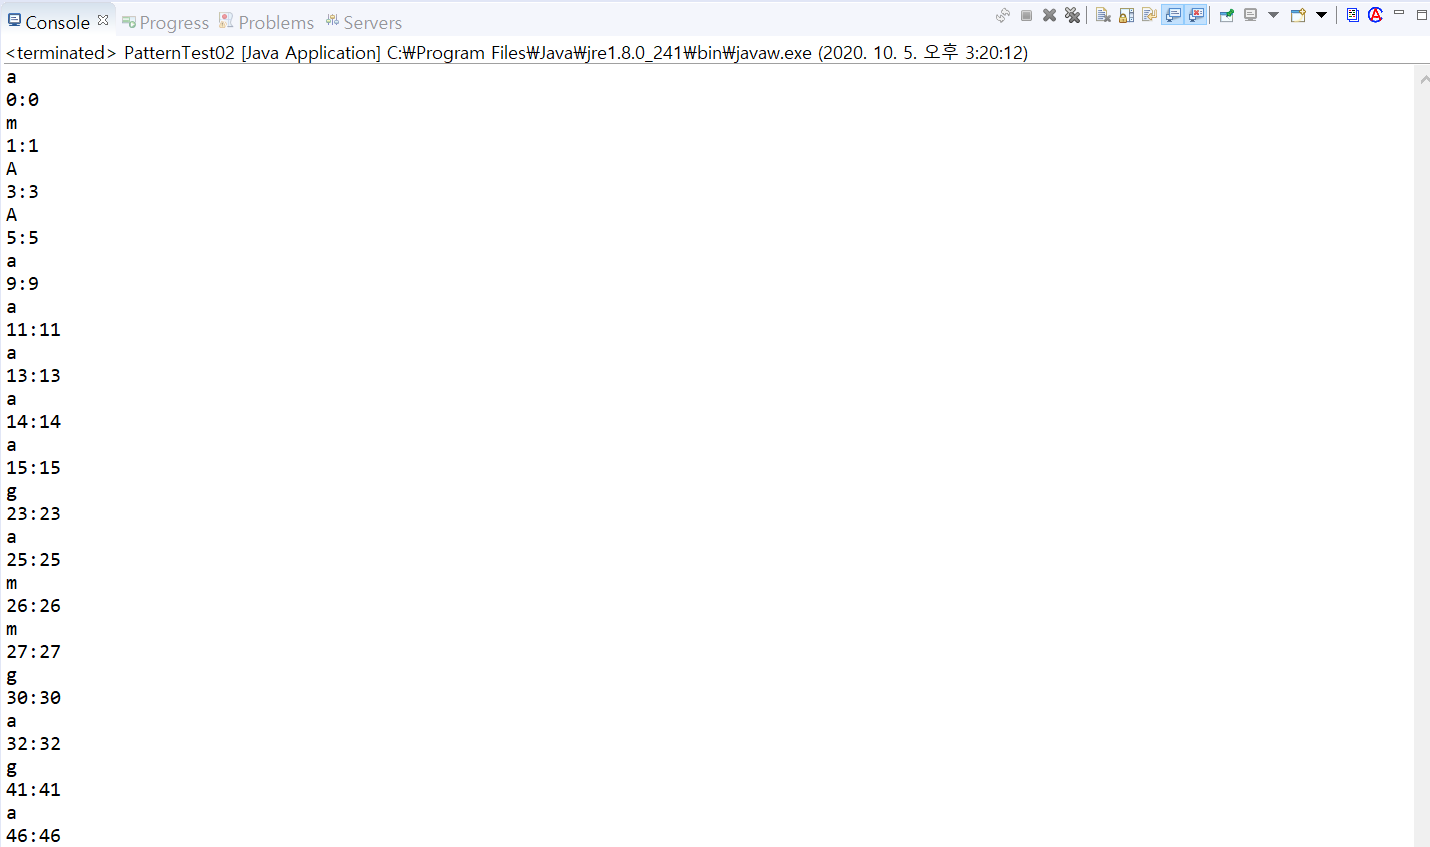 Console Progress Problems Servers
<terminated> PatternTest02 [Java Application] C:₩Program Files₩Java₩jre1.8.0_241₩bin₩javaw.exe (2020. 10. 5. 오후 3:20:12)
a
0:0
m
1:1
A
3:3
A
5:5
a
9:9
a
11:11
a
13:13
a
14:14
a
15:15
g
23:23
a
25:25
m
26:26
m
27:27
g
30:30
a
32:32
g
41:41
a
46:46